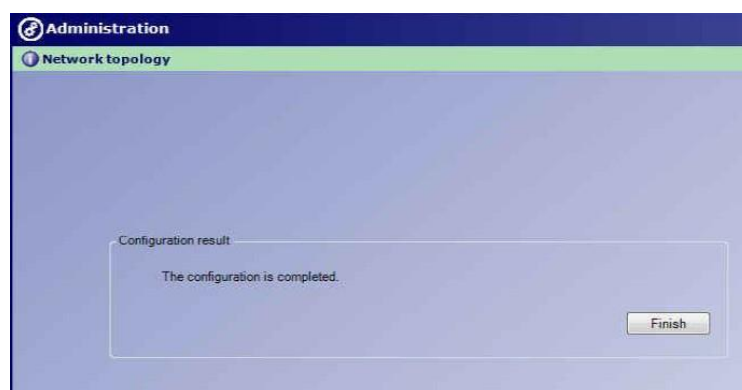 Administration
Network topology
Configuration result
The configuration is completed.
Finish